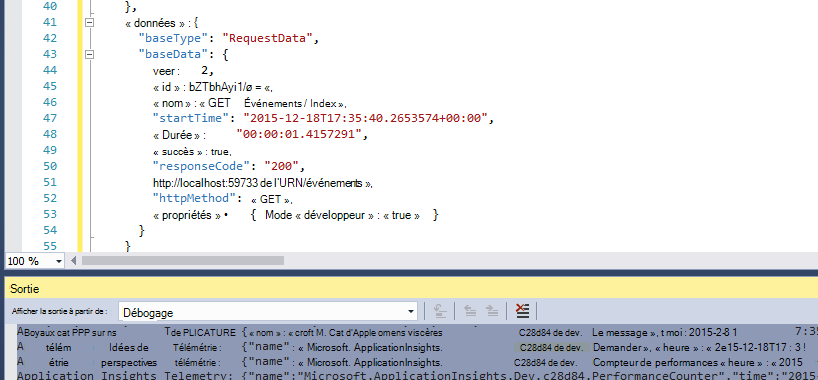 40 },
41 « données » : {
42 "baseType": "RequestData",
43 "baseData": {
44 veer : 2,
45 « id » : bZTbhAyi1/ø = «,
46 « nom » : « GET Événements / Index »,
47 "startTime": "2015-12-18T17:35:40.2653574+00:00",
48 « Durée » : "00:00:01.4157291",
49 « succès » : true,
50 "responseCode": "200",
51 http://localhost:59733 de l'URN/événements »,
52 "httpMethod": « GET »,
53 « propriétés » • { Mode « développeur » : « true » }
54 }
55 }
100 %
Sortie
Afficher la sortie à partir de : Débogage
A Boyaux cat PPP sur ns T de PLICATURE { « nom » : « croft M. Cat d'Apple omens viscères C28d84 de dev. Le message », t moi : 2015-2-8 1 7:35
A télém Idées de Télémétrie : {"name" : « Microsoft. ApplicationInsights. C28d84 de dev. Demander », « heure » : « 2e15-12-18T17 : 3 !
A étrie perspectives télémétrie : {"name": « Microsoft. ApplicationInsights. C28d84 de dev. Compteur de performances « heure » : « 2015
Application Insights Telemetry: {"name":"Microsoft.ApplicationInsights.Dev.c28d84.PerformanceCounter","time":"2015-